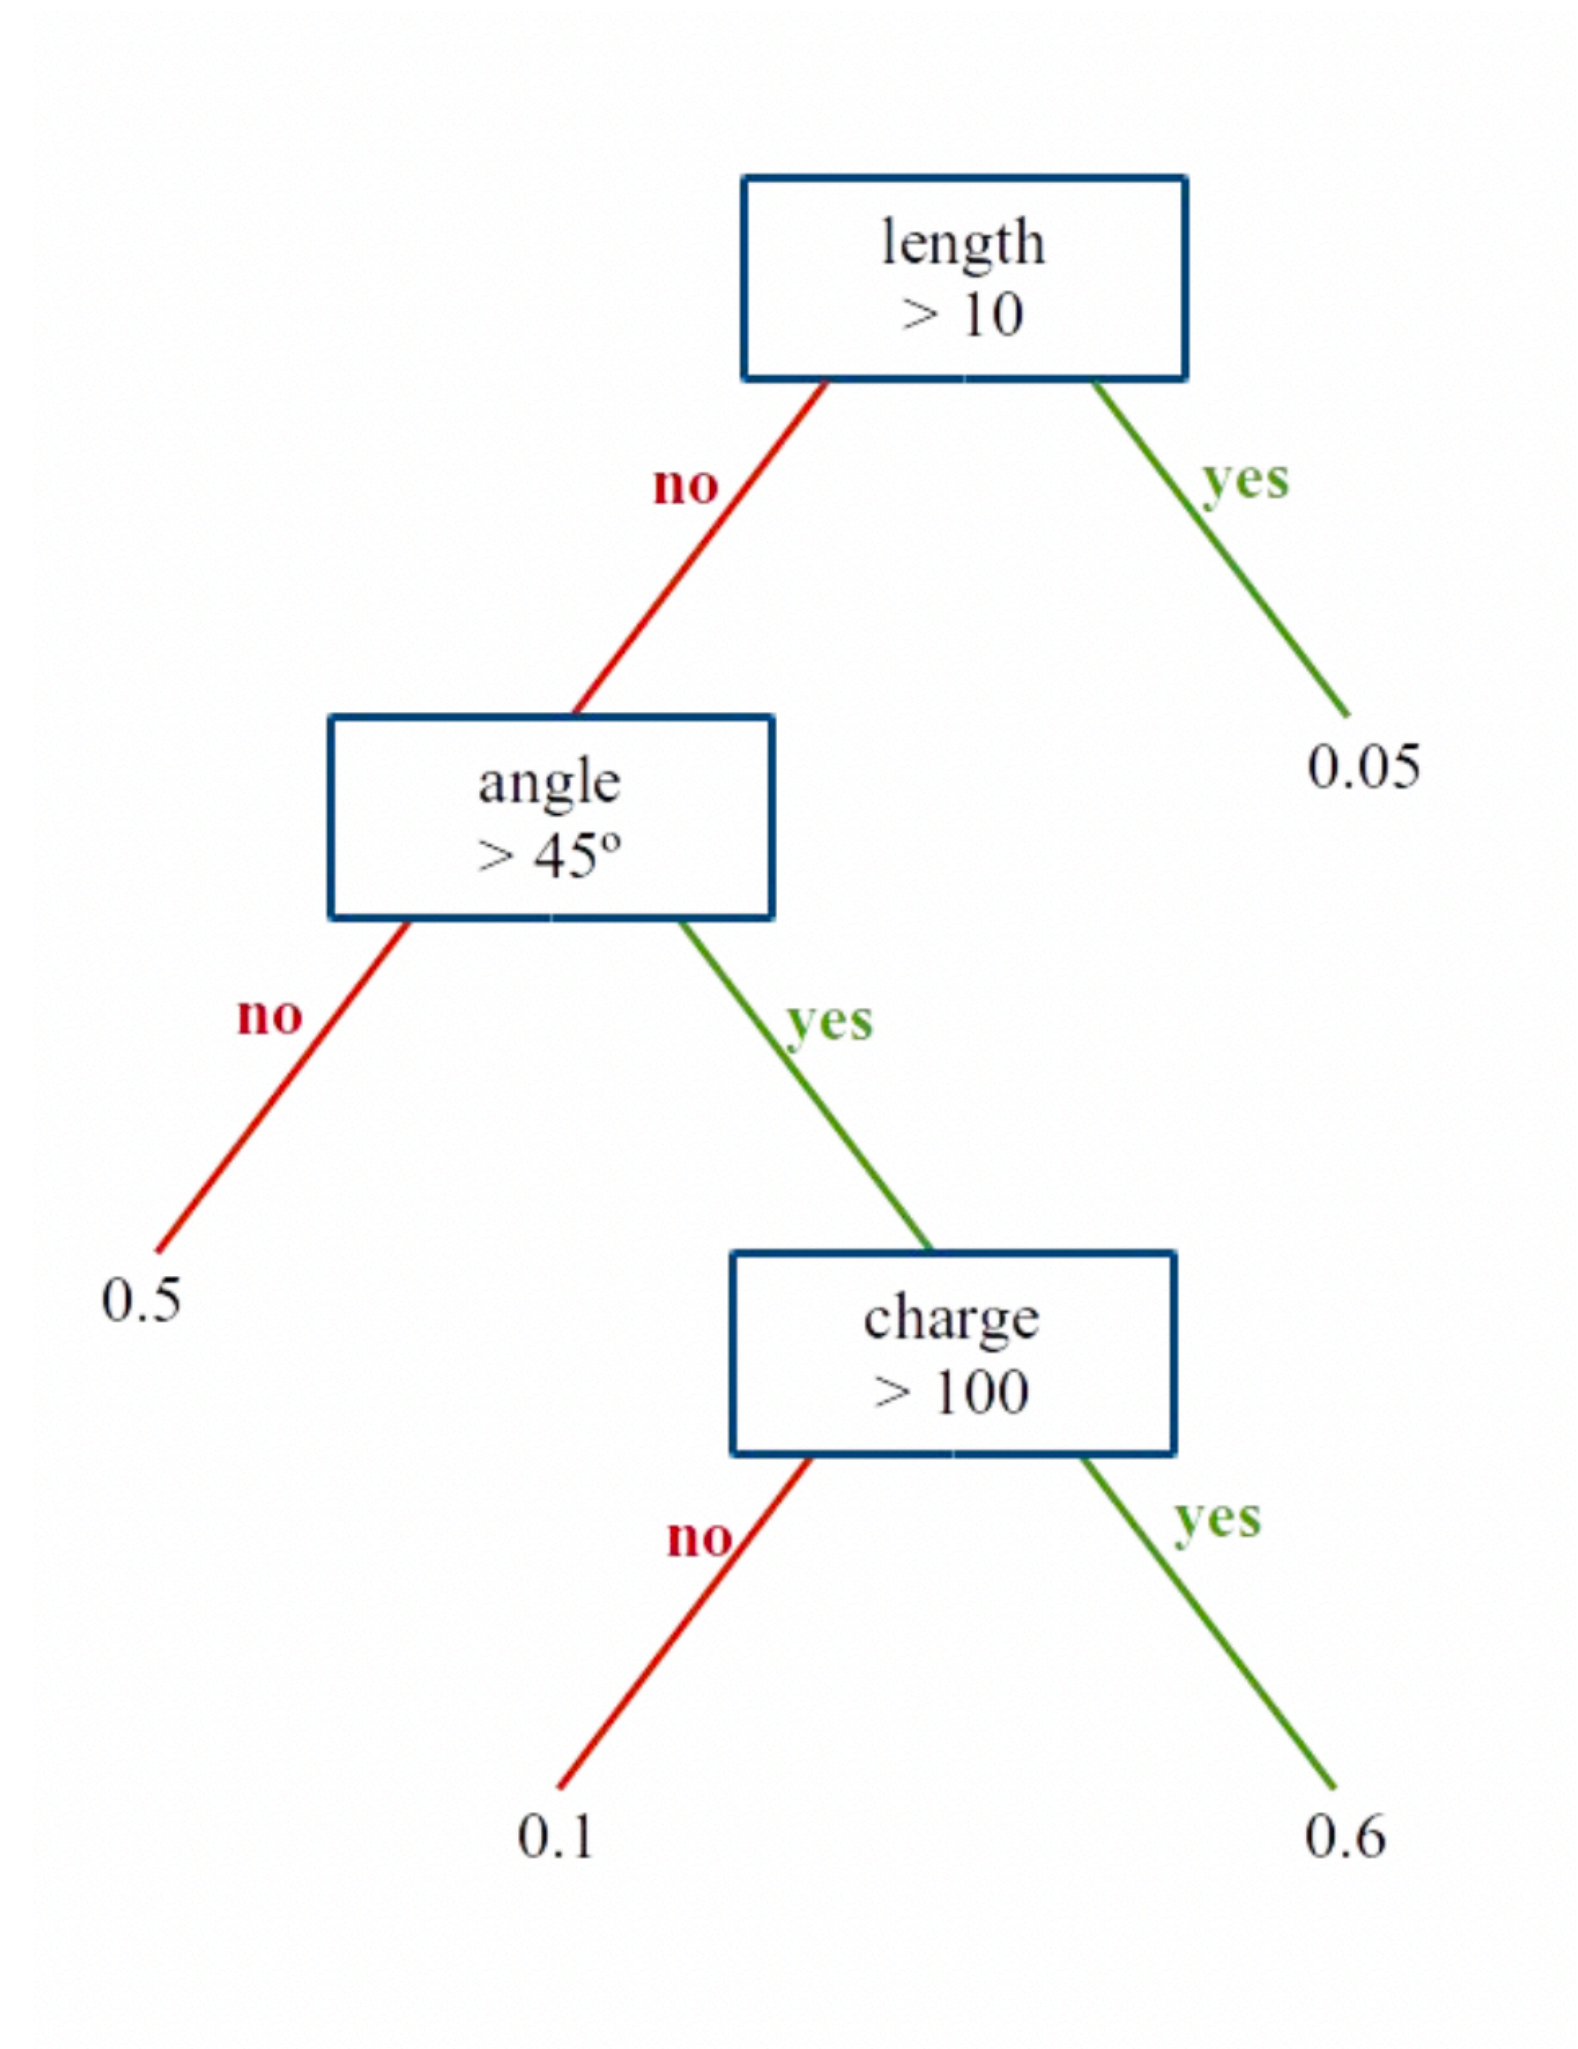 length
> 10
no
yes
angle
> 45º
0.05
no
yes
0.5
charge
> 100
no
yes
0.1
0.6